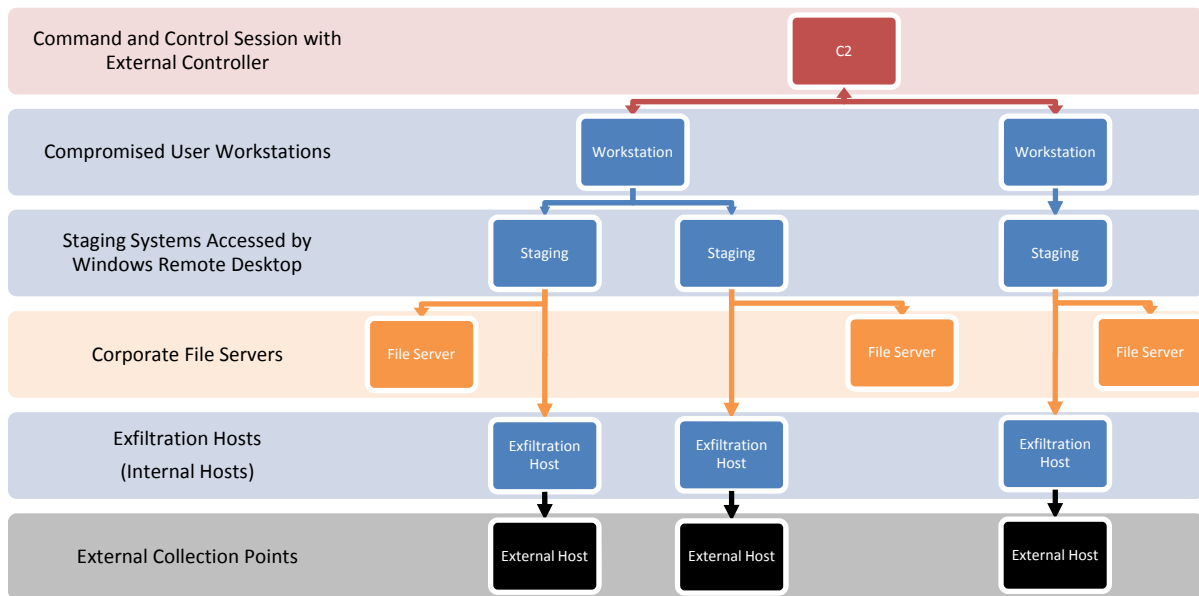 Command and Control Session with
External Controller
C2
Compromised User Workstations
Workstation
Workstation
Staging Systems Accessed by
Windows Remote Desktop
Staging
Staging
Staging
Corporate File Servers
File Server
File Server
File Server
Exfiltration Hosts
(Internal Hosts)
Exfiltration
Host
Exfiltration
Host
Exfiltration
Host
External Collection Points
External Host
External Host
External Host